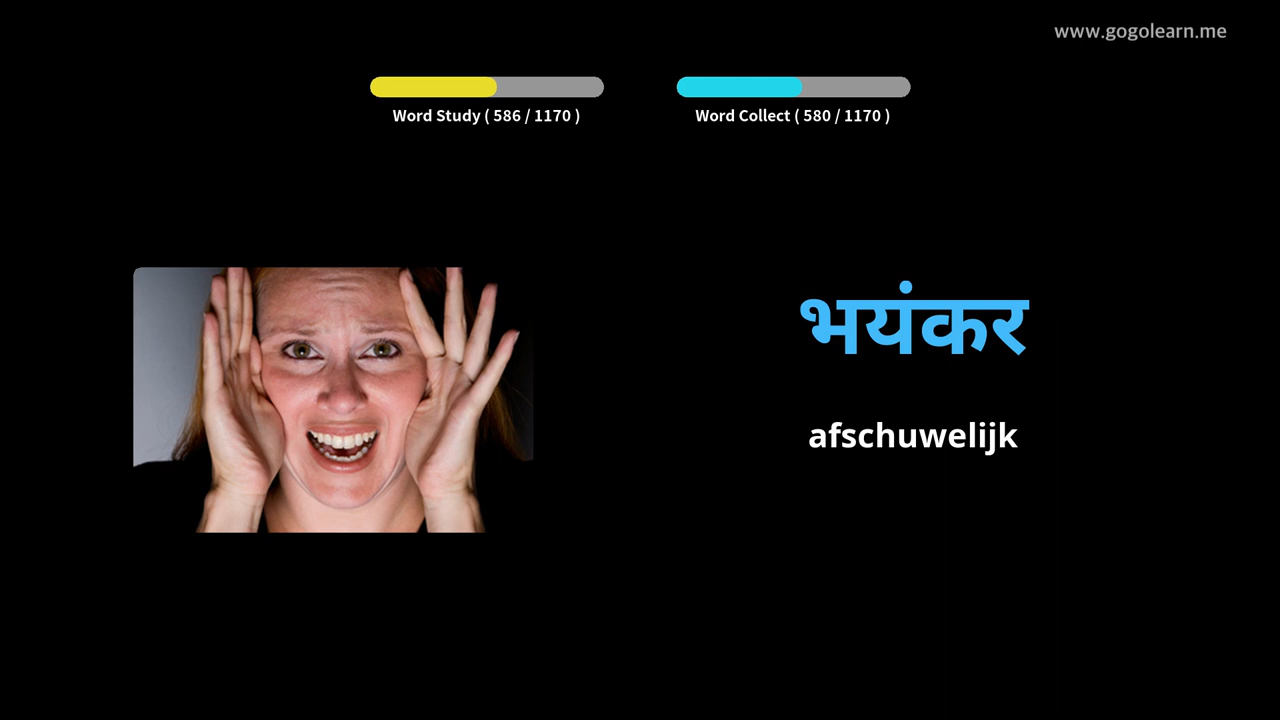 www.gogolearn.me
Word Study ( 586 / 1170 )
Word Collect ( 580 / 1170 )
भयंकर
afschuwelijk